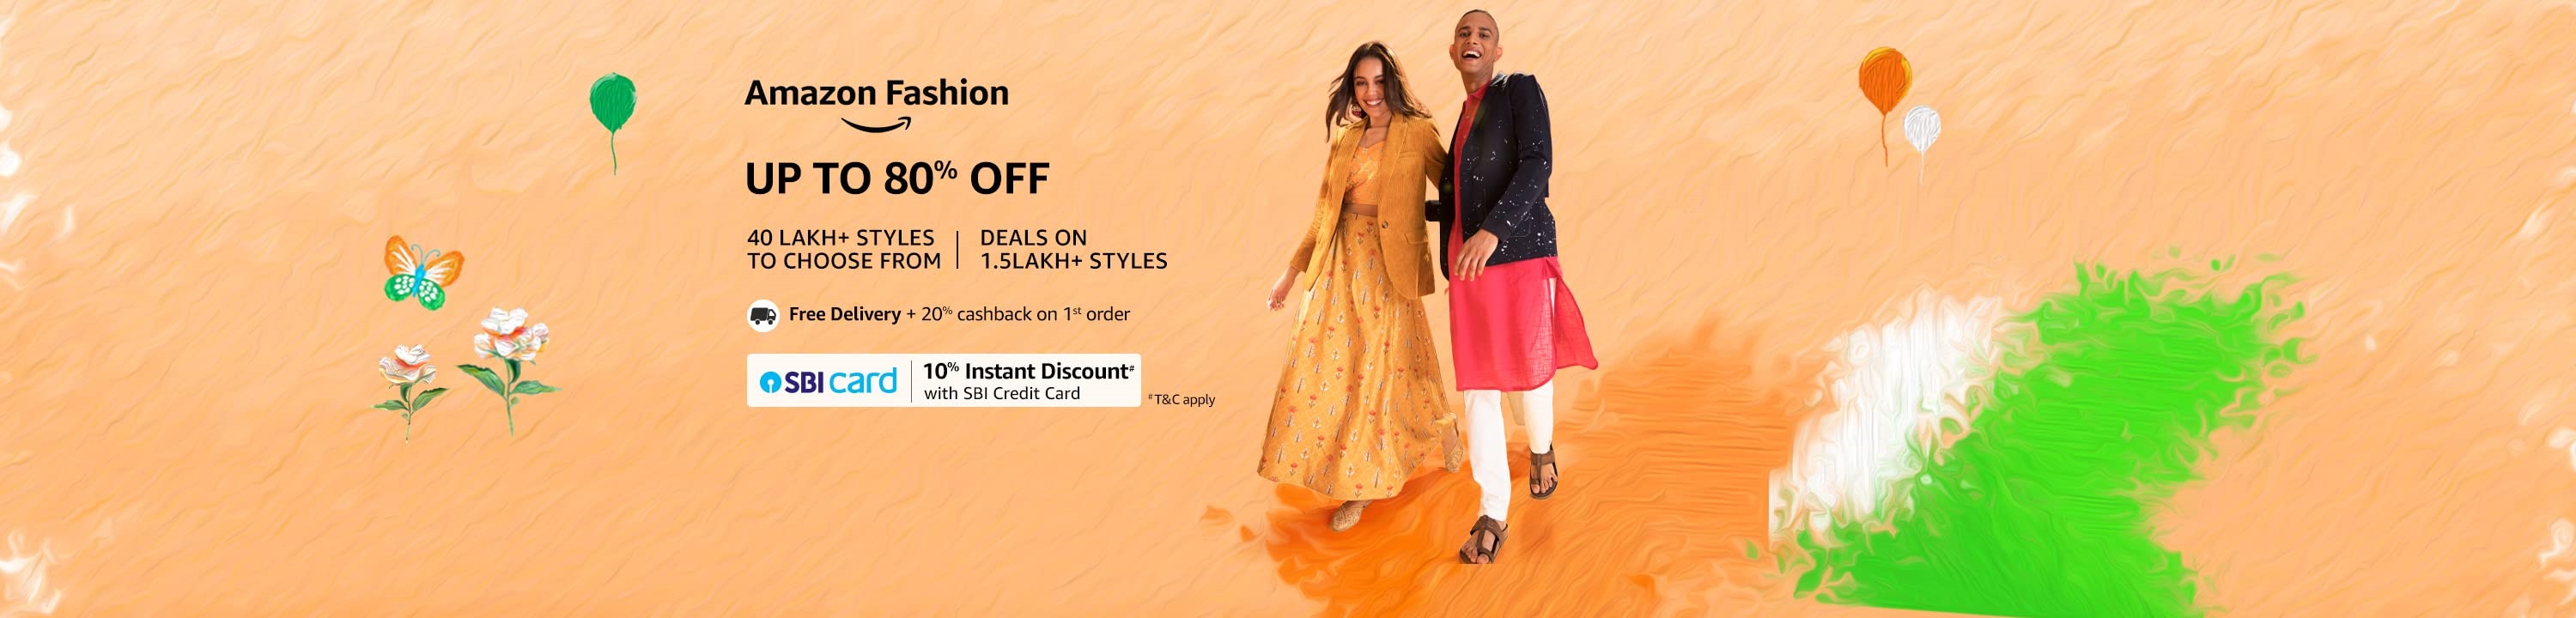 Amazon Fashion
UP TO 80% OFF
40 LAKH+ STYLES
TO CHOOSE FROM
DEALS ON
1.5LAKH+ STYLES
Free Delivery + 20% cashback on 1st order
SBI card
10% Instant Discount#
with SBI Credit Card
#T&C apply